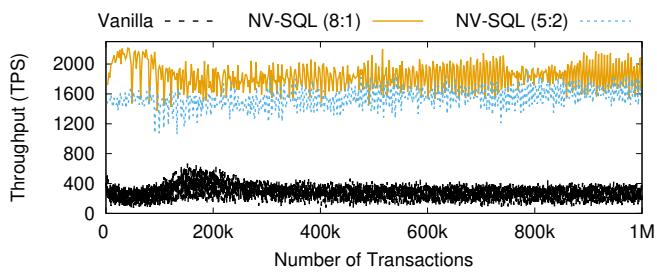 Vanilla NV-SQL (8:1) NV-SQL (5:2)
Throughput (TPS)
2000
1600
1200
800
400
0
0 200k 400k 600k 800k 1M
Number of Transactions